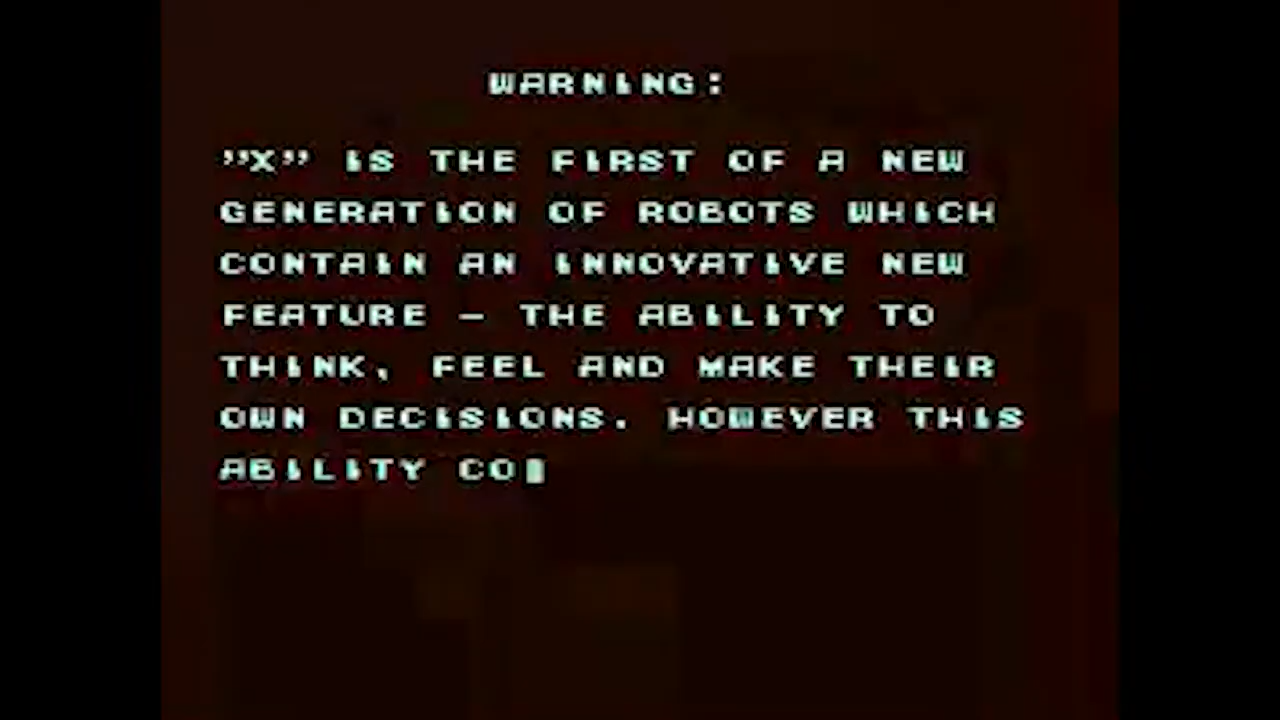 WARNING:
"X" IS THE FIRST OF A NEW
GENERATION OF ROBOTS WHICH
CONTAIN AN INNOVATIVE NEW
FEATURE - THE ABILITY TO
THINK, FEEL AND MAKE THEIR
OWN DECISIONS. HOWEVER THIS
ABILITY CO